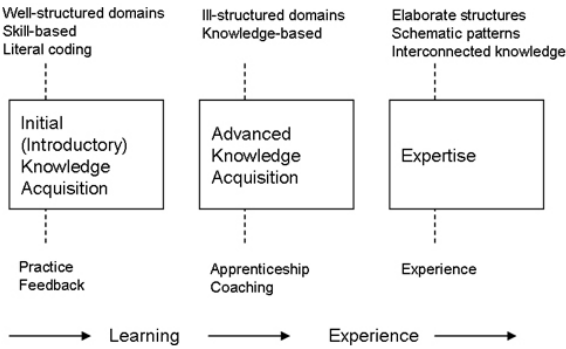 Well-structured domains
Skill-based
Literal coding
Ill-structured domains
Knowledge-based
Elaborate structures
Schematic patterns
Interconnected knowledge
Initial
(Introductory)
Knowledge
Acquisition
Advanced
Knowledge
Acquisition
Expertise
Practice
Feedback
Apprenticeship
Coaching
Experience
Learning
Experience